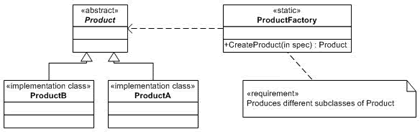 «abstract»
Product
«static»
ProductFactory
+CreateProduct(in spec) : Product
«implementation class»
ProductB
«implementation class»
ProductA
«requirement»
Produces different subclasses of Product